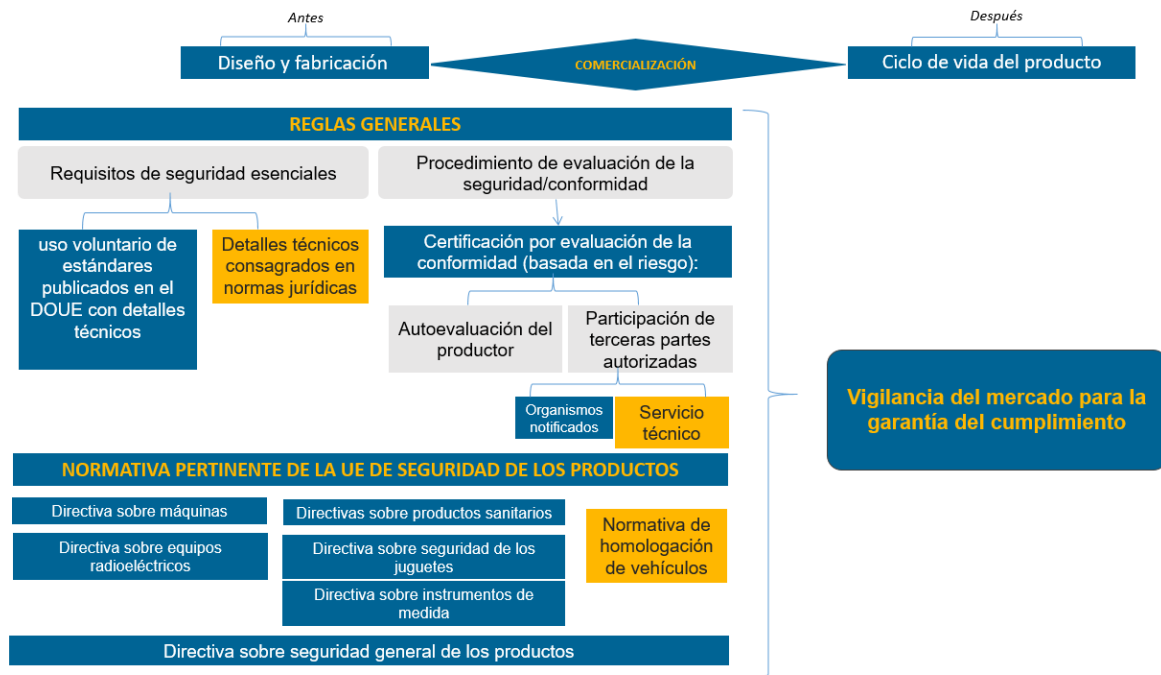 Antes
Después
Diseño y fabricación
COMERCIALIZACIÓN
Ciclo de vida del producto
REGLAS GENERALES
Requisitos de seguridad esenciales
Procedimiento de evaluación de la
seguridad/conformidad
uso voluntario de
estándares
publicados en el
DOUE con detalles
técnicos
Detalles técnicos
consagrados en
normas jurídicas
Certificación por evaluación de la
conformidad (basada en el riesgo):
Autoevaluación del
productor
Participación de
terceras partes
autorizadas
Organismos
notificados
Servicio
técnico
Vigilancia del mercado para la
garantía del cumplimiento
NORMATIVA PERTINENTE DE LA UE DE SEGURIDAD DE LOS PRODUCTOS
Directiva sobre máquinas
Directiva sobre equipos
radioeléctricos
Directivas sobre productos sanitarios
Directiva sobre seguridad de los
juguetes
Directiva sobre instrumentos de
medida
Normativa de
homologación
de vehículos
Directiva sobre seguridad general de los productos